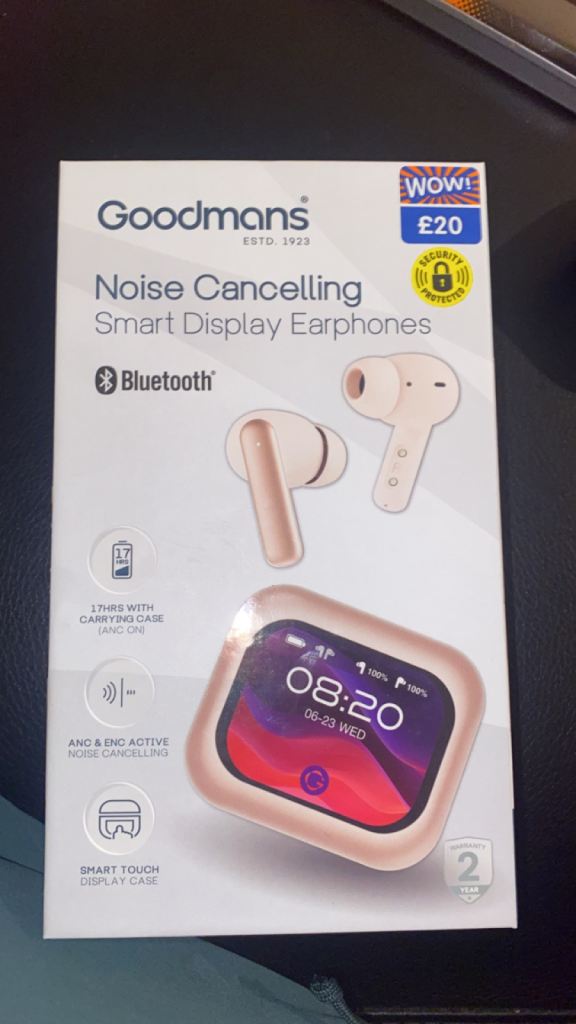 WOW!
£20
Goodmans®
ESTD. 1923
SECURITY
PROTECTED
Noise Cancelling
Smart Display Earphones
Bluetooth®
17
HRS
17HRS WITH
CARRYING CASE
(ANC ON)
100% 100%
08:20
06-23 WED
ANC & ENC ACTIVE
NOISE CANCELLING
SMART TOUCH
DISPLAY CASE
WARRANTY
2
YEAR